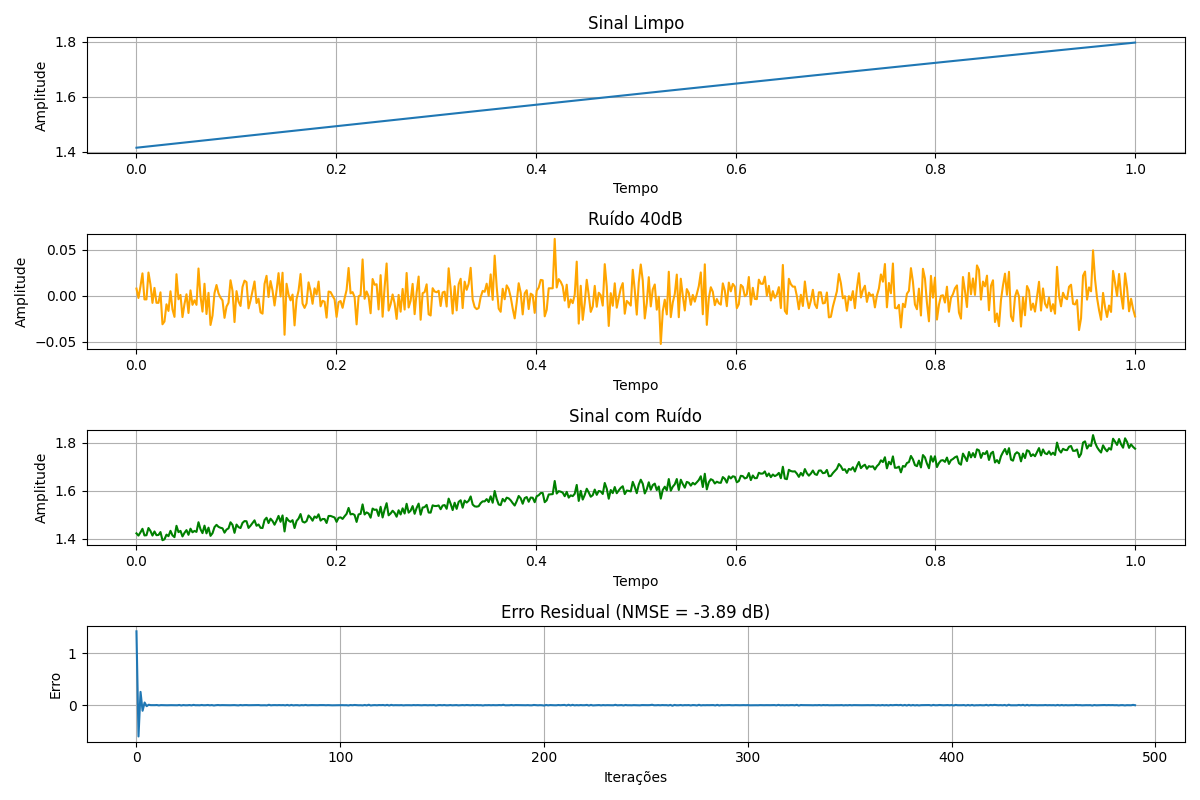 Sinal Limpo
Amplitude
1.8
1.6
1.4
0.0 0.2 0.4 0.6 0.8 1.0
Tempo
Ruído 40dB
Amplitude
0.05
0.00
−0.05
0.0 0.2 0.4 0.6 0.8 1.0
Tempo
Sinal com Ruído
Amplitude
1.8
1.6
1.4
0.0 0.2 0.4 0.6 0.8 1.0
Tempo
Erro Residual (NMSE = -3.89 dB)
Erro
1
0
0 100 200 300 400 500
Iterações